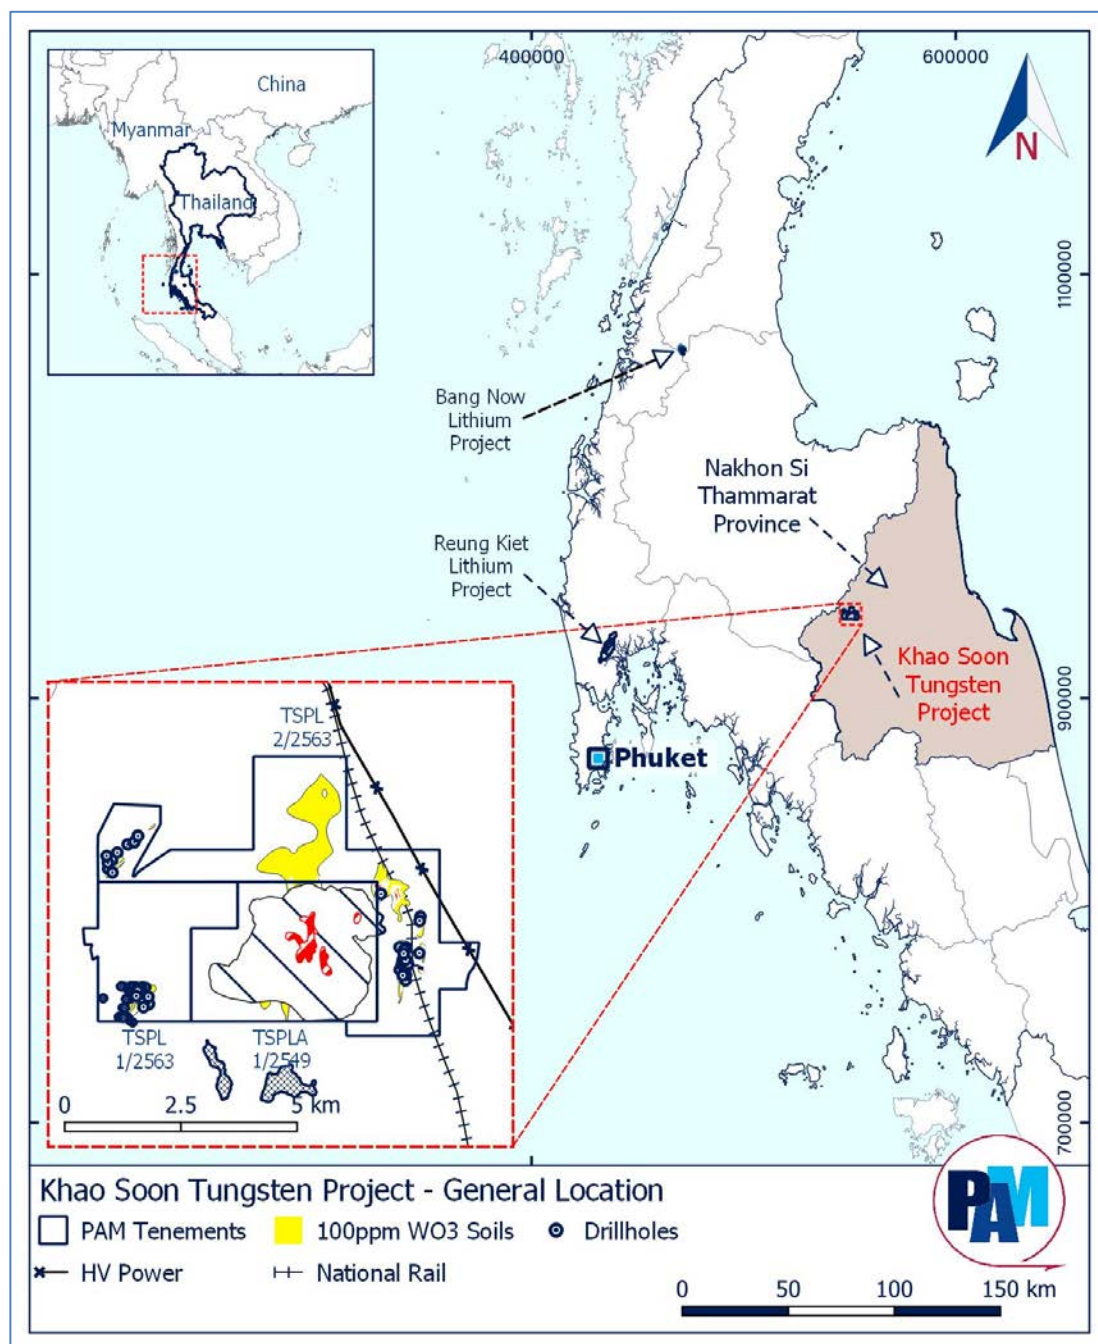 400000
600000
China
Myanmar
Thailand
N
1100000
Bang Now
Lithium
Project
Nakhon Si
Thammarat
Province
Reung Kiet
Lithium
Project
Khao Soon
Tungsten
Project
900000
Phuket
TSPL
2/2563
TSPL
1/2563
TSPLA
1/2549
0 2.5 5 km
700000
Khao Soon Tungsten Project - General Location
PAM Tenements 100ppm WO3 Soils Drillholes
HV Power National Rail
PAM
0 50 100 150 km